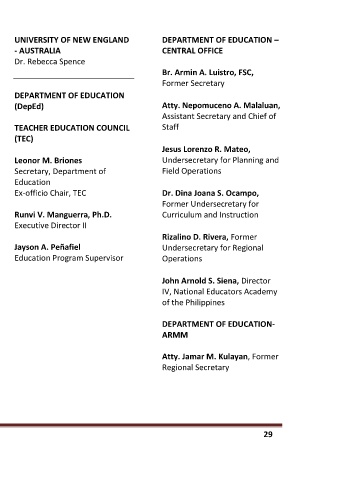 UNIVERSITY OF NEW ENGLAND
- AUSTRALIA
Dr. Rebecca Spence
DEPARTMENT OF EDUCATION
(DepEd)
TEACHER EDUCATION COUNCIL
(TEC)
Leonor M. Briones
Secretary, Department of
Education
Ex-officio Chair, TEC
Runvi V. Manguerra, Ph.D.
Executive Director II
Jayson A. Peñafiel
Education Program Supervisor
DEPARTMENT OF EDUCATION –
CENTRAL OFFICE
Br. Armin A. Luistro, FSC,
Former Secretary
Atty. Nepomuceno A. Malaluan,
Assistant Secretary and Chief of
Staff
Jesus Lorenzo R. Mateo,
Undersecretary for Planning and
Field Operations
Dr. Dina Joana S. Ocampo,
Former Undersecretary for
Curriculum and Instruction
Rizalino D. Rivera, Former
Undersecretary for Regional
Operations
John Arnold S. Siena, Director
IV, National Educators Academy
of the Philippines
DEPARTMENT OF EDUCATION-
ARMM
Atty. Jamar M. Kulayan, Former
Regional Secretary
29